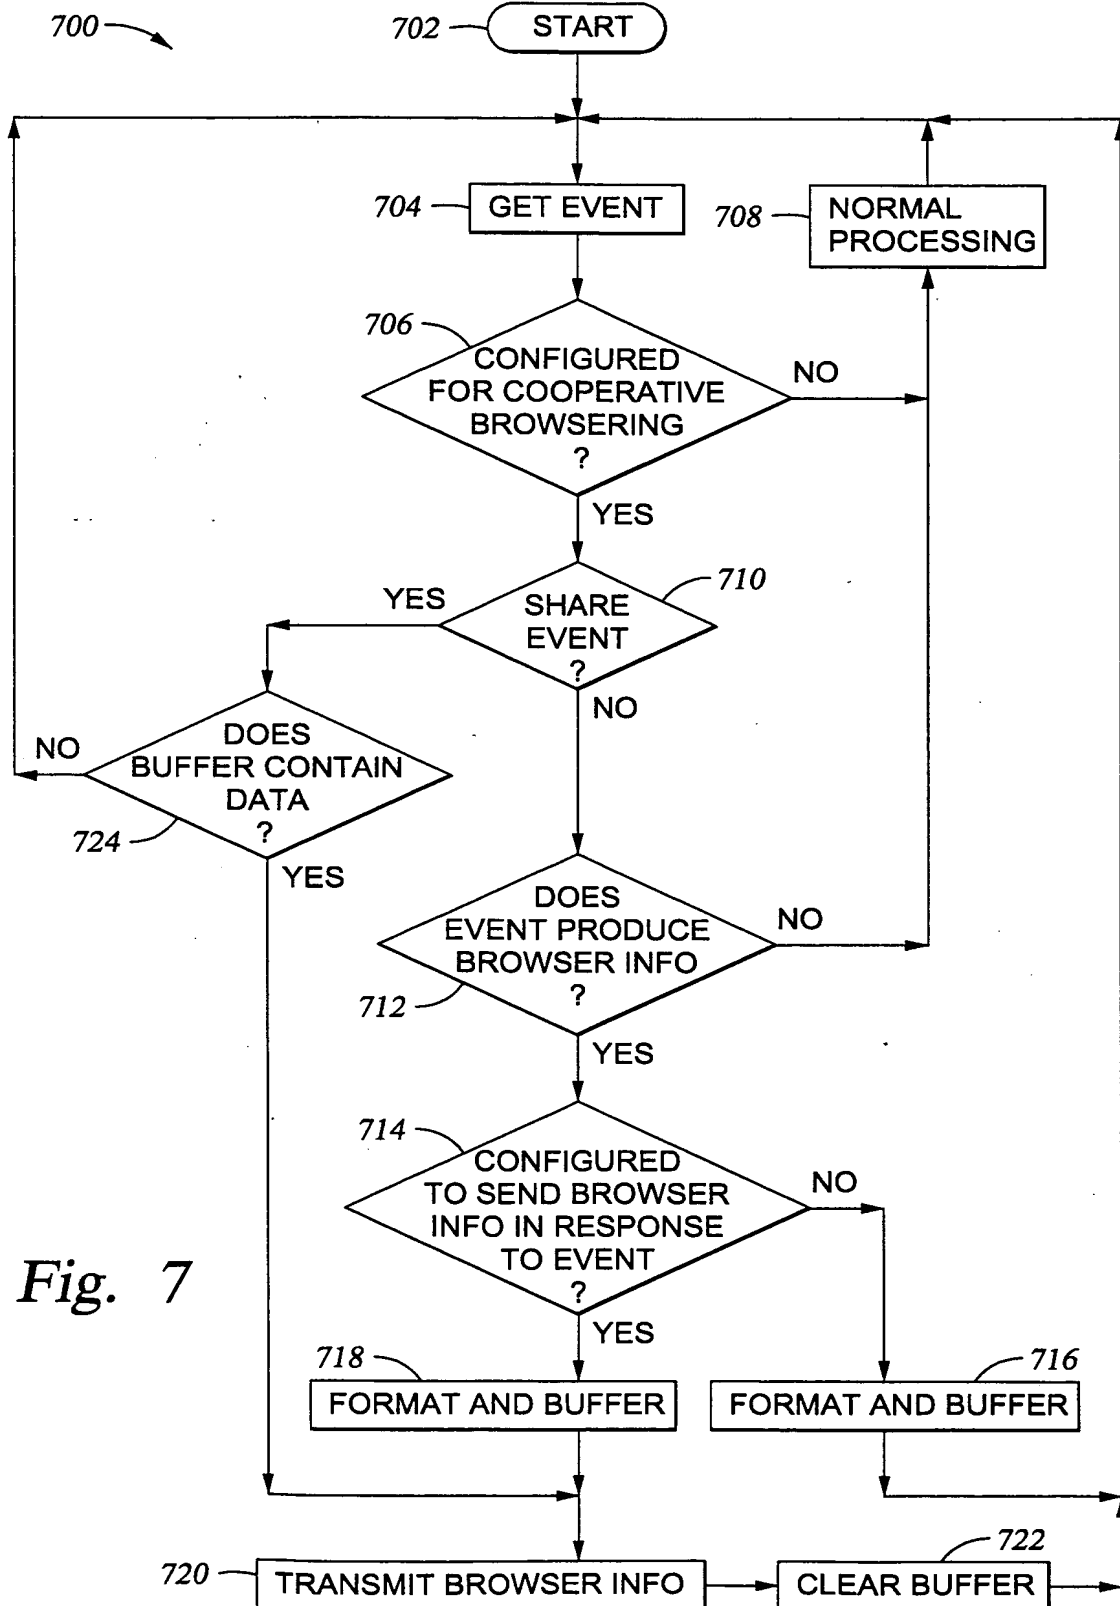 700
702
START
704
GET EVENT
708
NORMAL
PROCESSING
706
CONFIGURED
FOR COOPERATIVE
BROWSERING
?
NO
YES
710
YES
SHARE
EVENT
?
NO
NO
DOES
BUFFER CONTAIN
DATA
?
724
YES
DOES
EVENT PRODUCE
BROWSER INFO
?
NO
712
YES
714
CONFIGURED
TO SEND BROWSER
INFO IN RESPONSE
TO EVENT
?
NO
YES
Fig. 7
718
FORMAT AND BUFFER
716
FORMAT AND BUFFER
720
TRANSMIT BROWSER INFO
722
CLEAR BUFFER